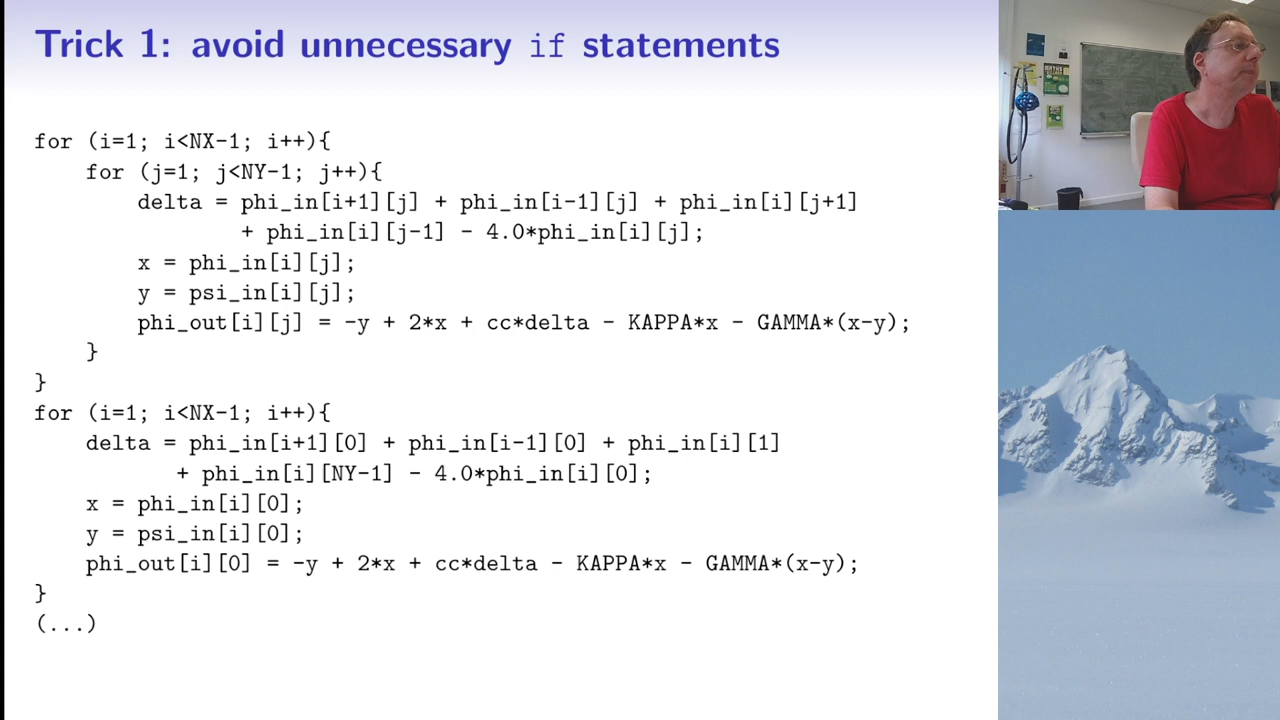 Trick 1: avoid unnecessary if statements
for (i=1; i<NX-1; i++){
for (j=1; j<NY-1; j++){
delta = phi_in[i+1][j] + phi_in[i-1][j] + phi_in[i][j+1]
+ phi_in[i][j-1] - 4.0*phi_in[i][j];
x = phi_in[i][j];
y = psi_in[i][j];
phi_out[i][j] = -y + 2*x + cc*delta - KAPPA*x - GAMMA*(x-y);
}
}
for (i=1; i<NX-1; i++){
delta = phi_in[i+1][0] + phi_in[i-1][0] + phi_in[i][1]
+ phi_in[i][NY-1] - 4.0*phi_in[i][0];
x = phi_in[i][0];
y = psi_in[i][0];
phi_out[i][0] = -y + 2*x + cc*delta - KAPPA*x - GAMMA*(x-y);
}
(...)